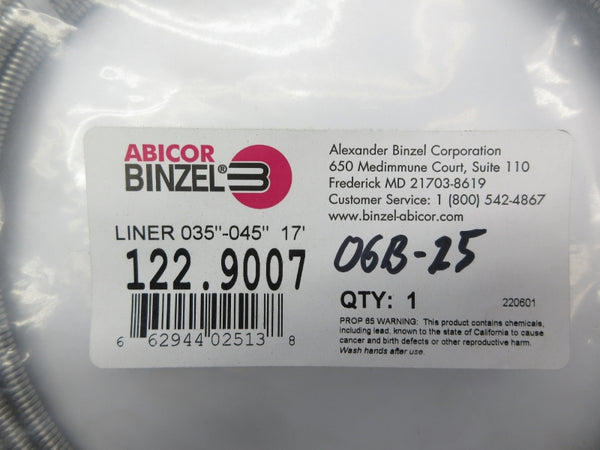 ABICOR
BINZEL® 3
LINER 035"-045" 17'
122.9007
6 62944 02513 8
Alexander Binzel Corporation
650 Medimmune Court, Suite 110
Frederick MD 21703-8619
Customer Service: 1 (800) 542-4867
www.binzel-abicor.com
06B-25
QTY: 1 220601
PROP 65 WARNING: This product contains chemicals,
including lead, known to the state of California to cause
cancer and birth defects or other reproductive harm.
Wash hands after use.